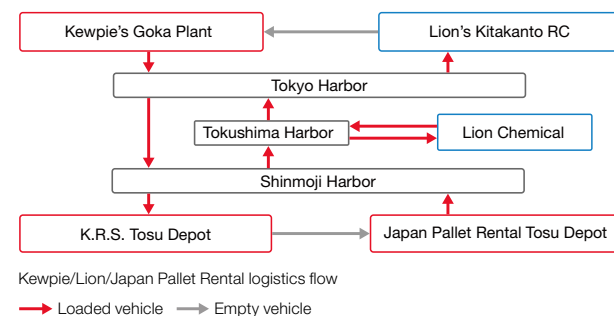 Kewpie's Goka Plant
Lion's Kitakanto RC
Tokyo Harbor
Tokushima Harbor
Lion Chemical
Shinmoji Harbor
K.R.S. Tosu Depot
Japan Pallet Rental Tosu Depot
Kewpie/Lion/Japan Pallet Rental logistics flow
Loaded vehicle
Empty vehicle